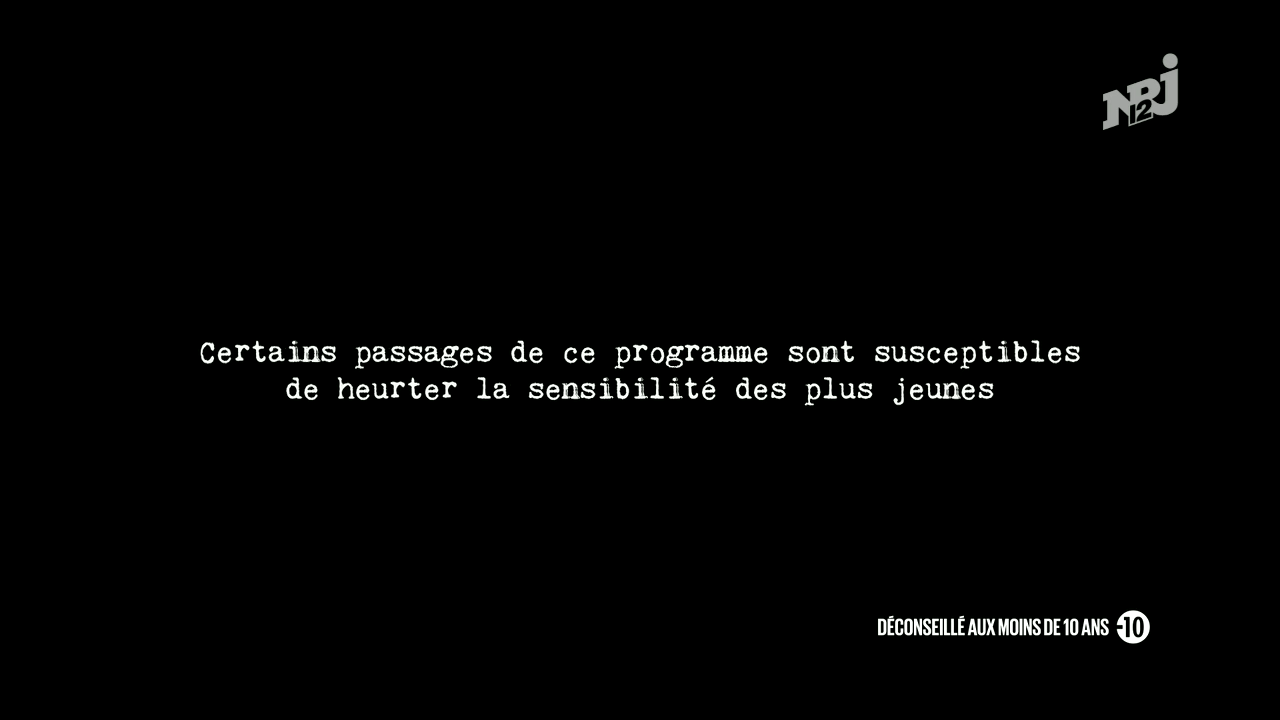 NRJ
12
Certains passages de ce programme sont susceptibles
de heurter la sensibilité des plus jeunes
DÉCONSEILLÉ AUX MOINS DE 10 ANS -10